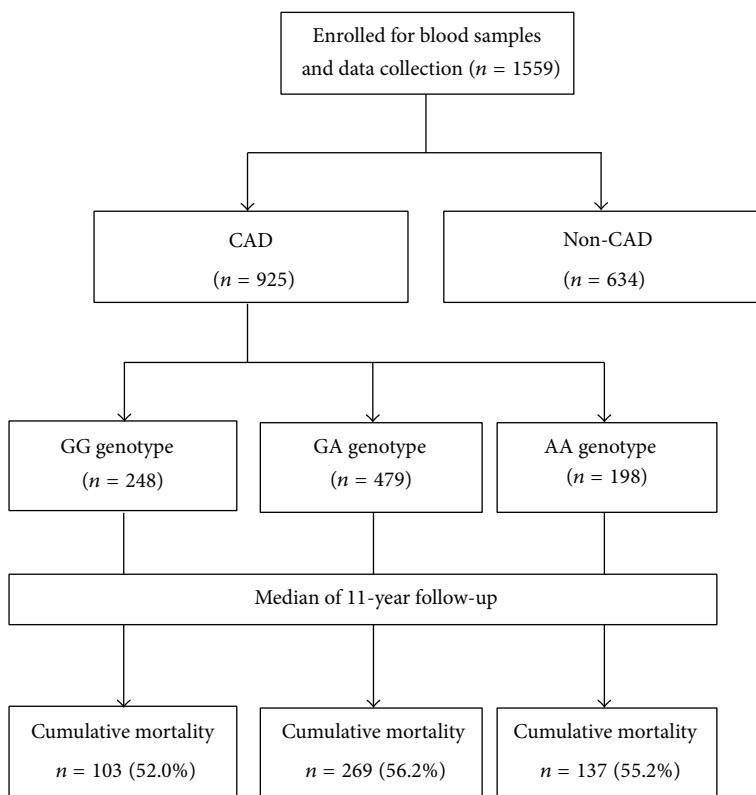 Enrolled for blood samples
and data collection (n = 1559)
CAD
(n = 925)
Non-CAD
(n = 634)
GG genotype
(n = 248)
GA genotype
(n = 479)
AA genotype
(n = 198)
Median of 11-year follow-up
Cumulative mortality
n = 103 (52.0%)
Cumulative mortality
n = 269 (56.2%)
Cumulative mortality
n = 137 (55.2%)